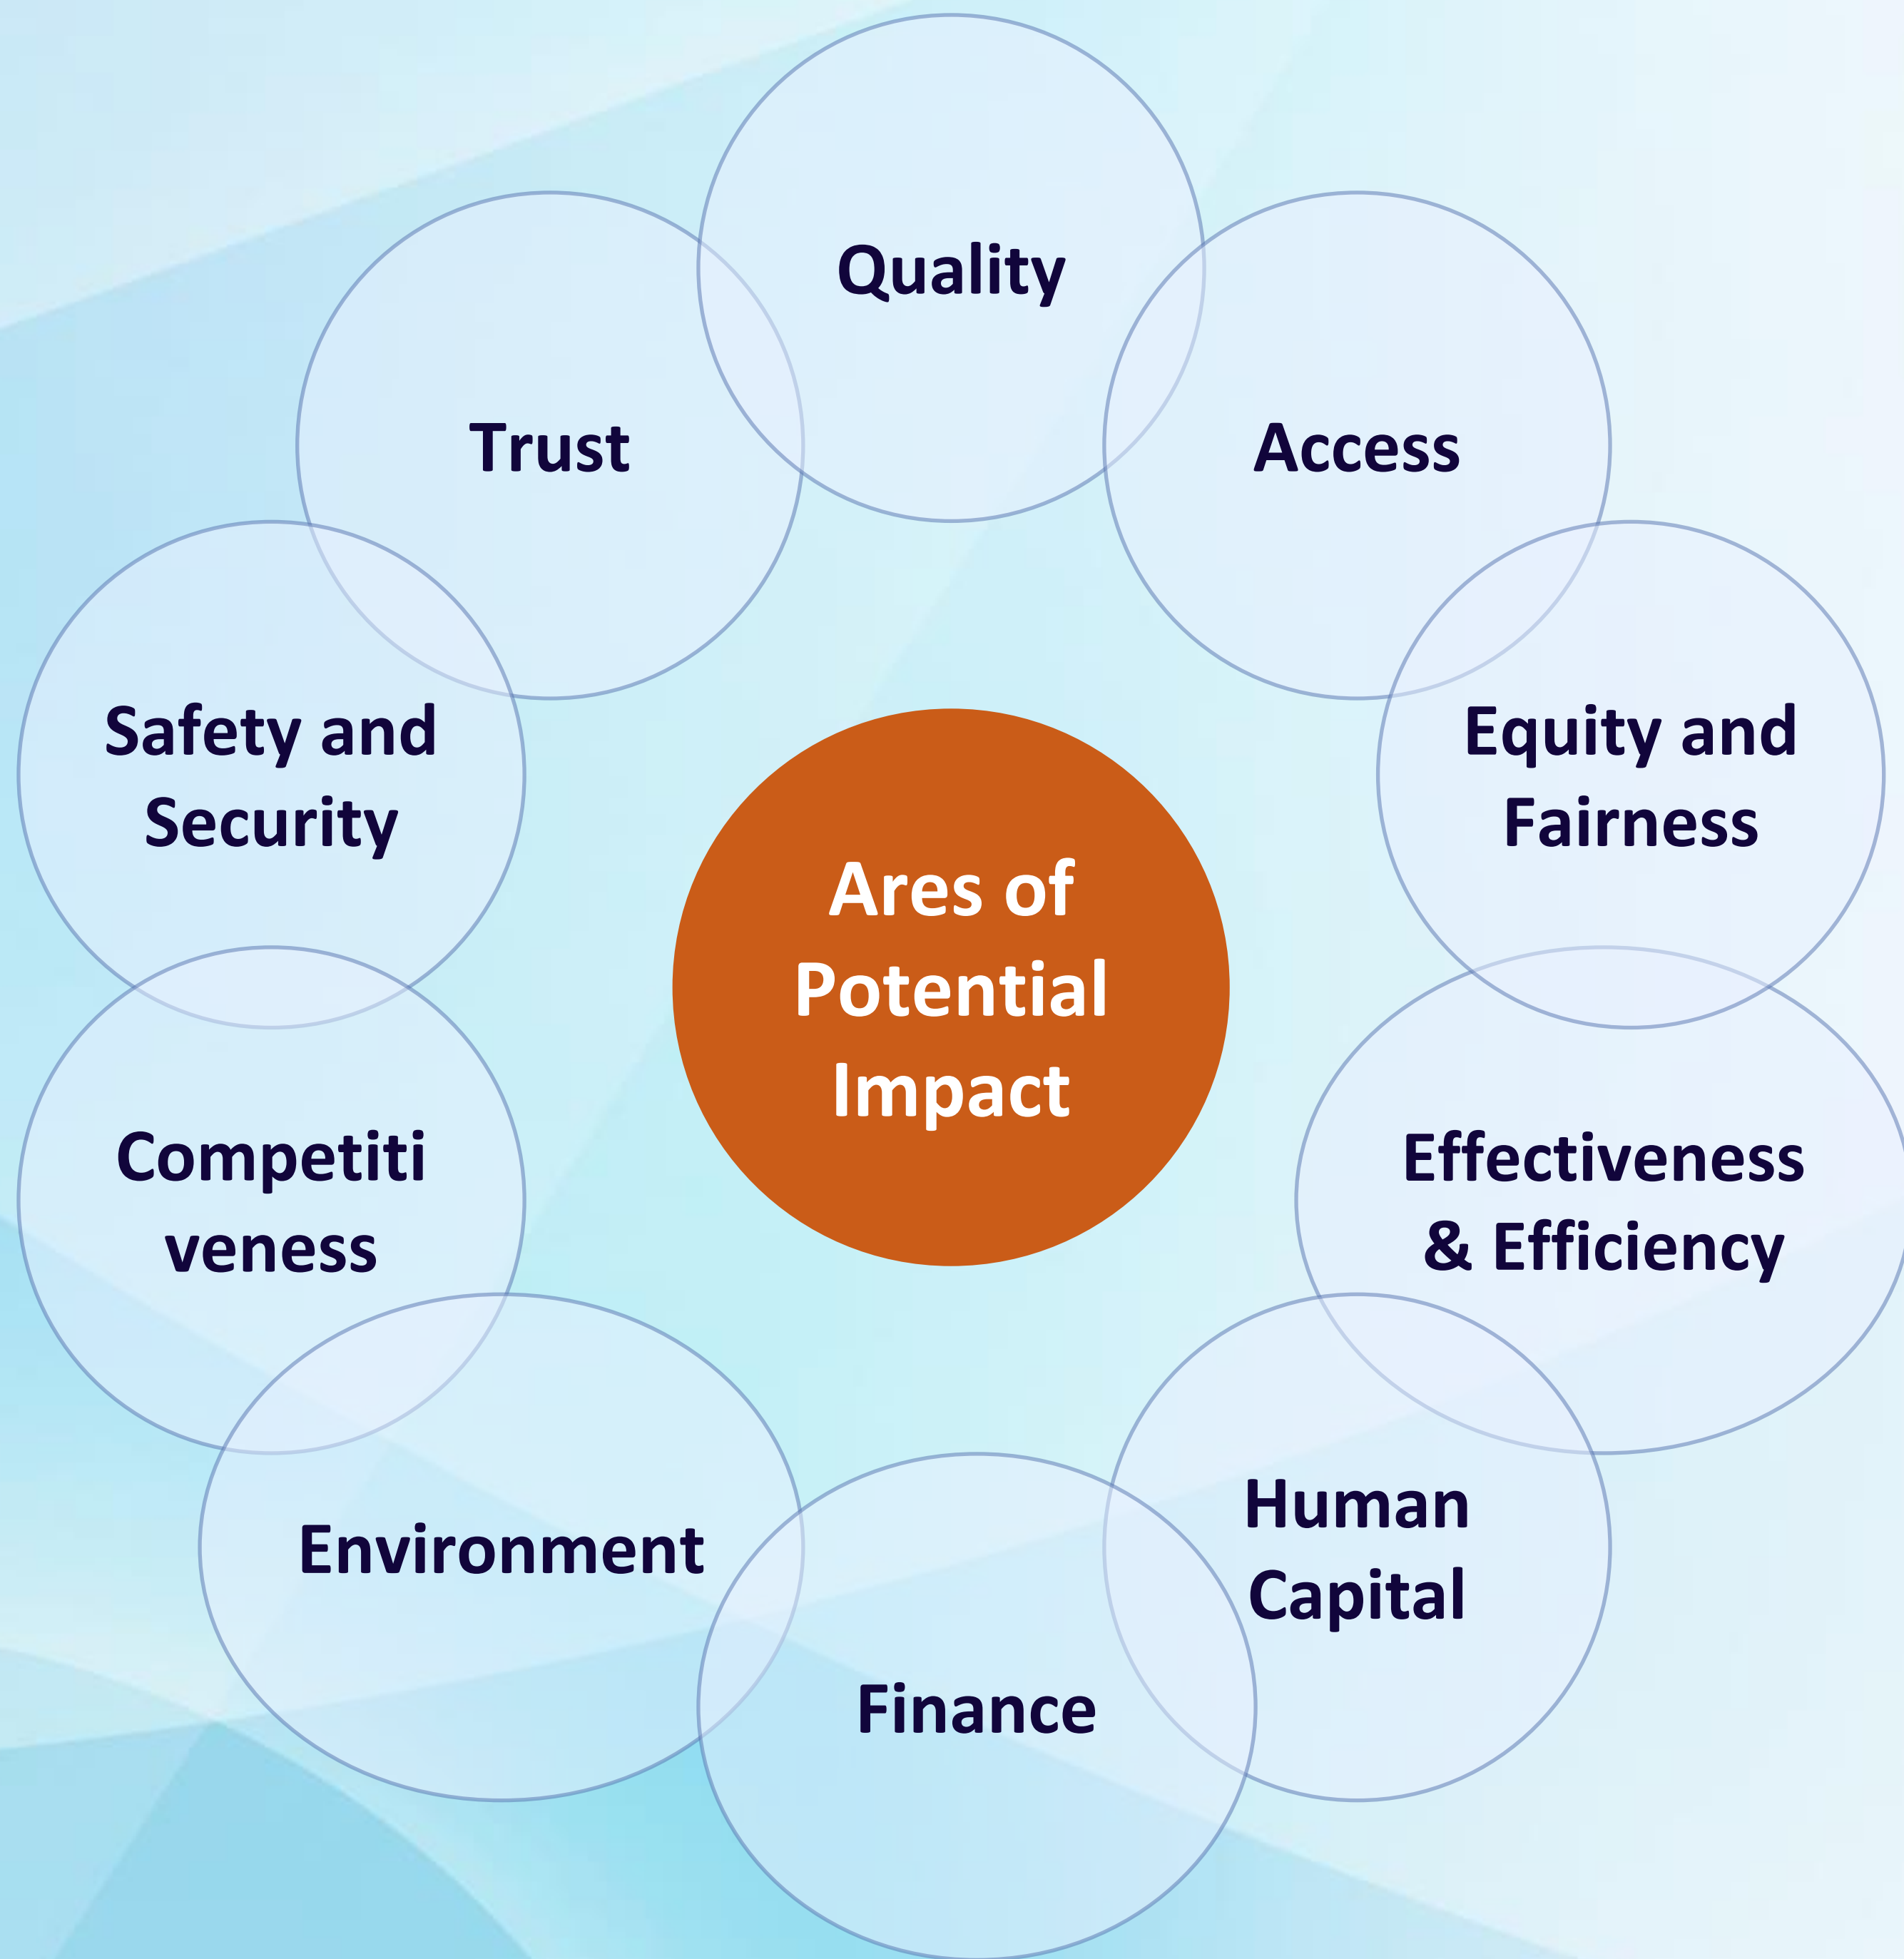 Quality
Trust
Access
Safety and
Security
Equity and
Fairness
Ares of
Potential
Impact
Competiti
veness
Effectiveness
& Efficiency
Environment
Human
Capital
Finance